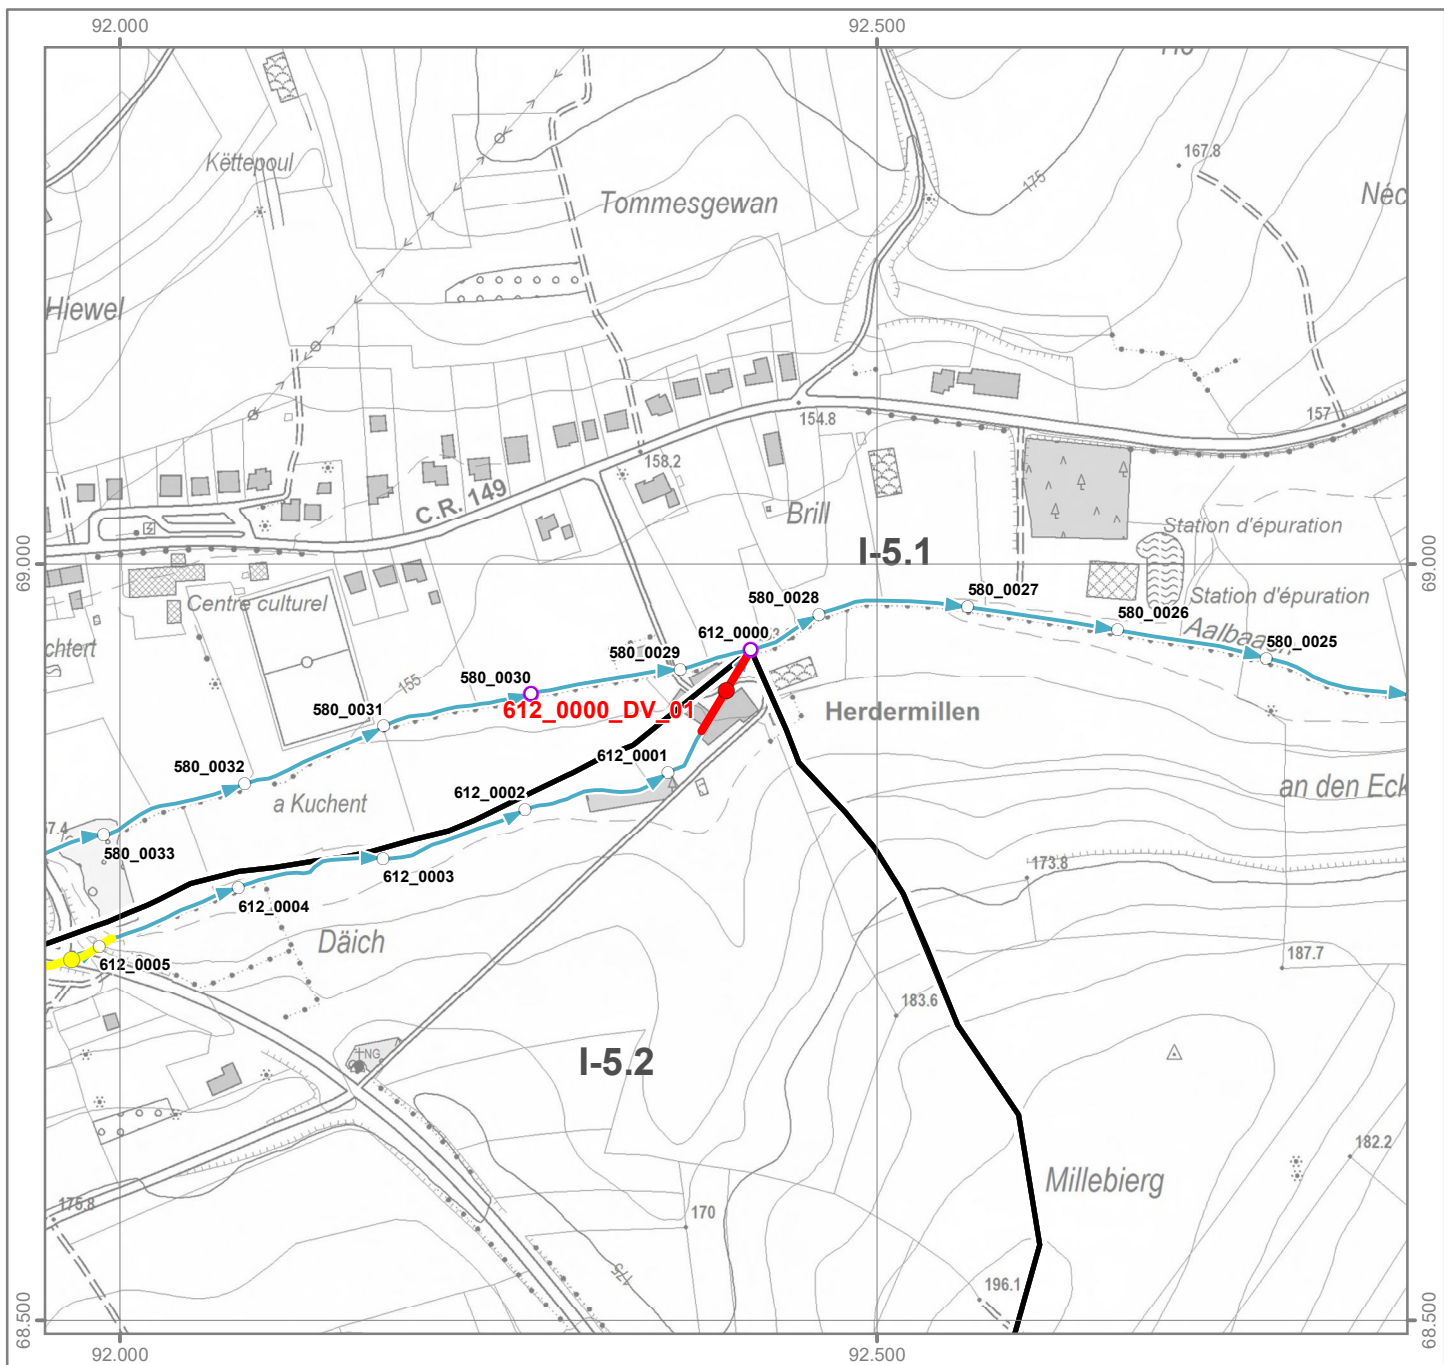 92.000
92.500
175
167.8
Këttepoul
Tommesgewan
Néc
Hiewel
157
154.8
158.2
C.R. 149
Brill
Station d'épuration
I-5.1
69.000
69.000
580_0027
Station d'épuration
580_0028
Centre culturel
580_0026
Aalbaach
612_0000
580_0025
chtert
580_0029
580_0030
155
580_0031
612_0000_DV_01
Herdermillen
612_0001
580_0032
612_0002
an den Eck
a Kuchent
57.4
580_0033
173.8
612_0003
612_0004
Däich
187.7
612_0005
183.6
NG
I-5.2
182.2
Millebierg
175.8
170
175
196.1
68.500
68.500
92.000
92.500